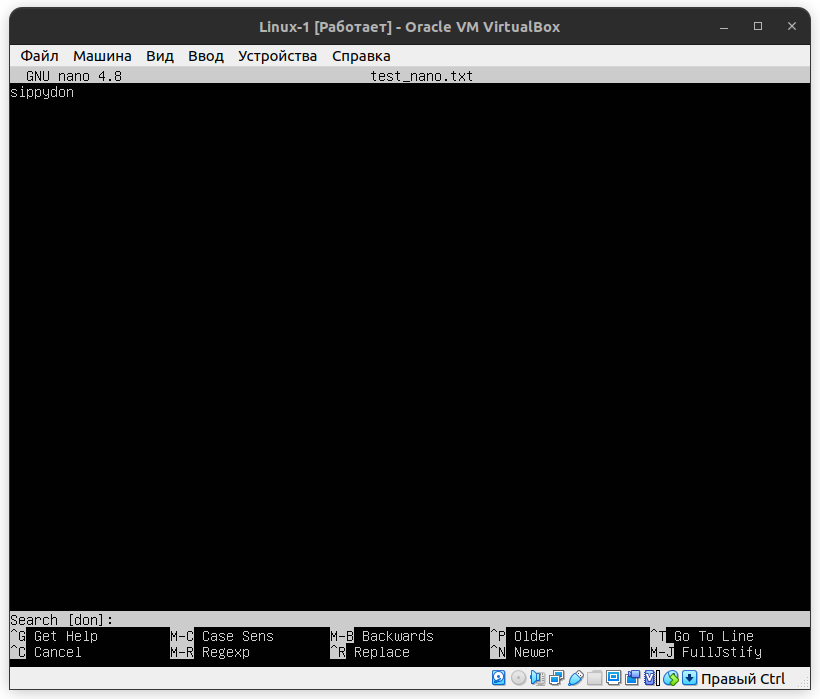 Linux-1 [Работает] - Oracle VM VirtualBox
Файл Машина Вид Ввод Устройства Справка
GNU nano 4.8 test_nano.txt
sippydon
Search [don]:
^G Get Help M-C Case Sens M-B Backwards ^P Older ^T Go To Line
^C Cancel M-R Regexp ^R Replace ^N Newer M-J FullJstify
Правый Ctrl